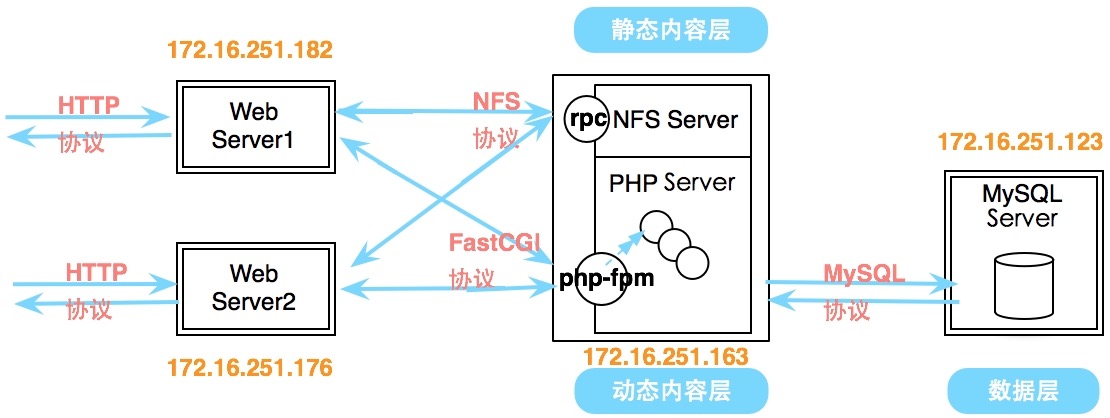 静态内容层
172.16.251.182
HTTP
协议
Web
Server1
NFS
协议
rpc
NFS Server
PHP Server
172.16.251.123
MySQL
Server
FastCGI
协议
php-fpm
HTTP
协议
Web
Server2
MySQL
协议
172.16.251.176
172.16.251.163
动态内容层
数据层